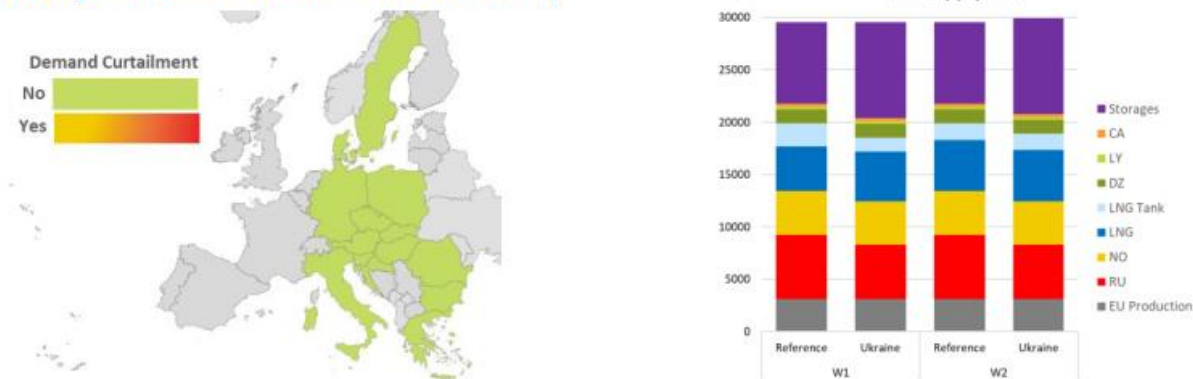 Demand Curtailment
No
Yes
30000
25000
20000
15000
10000
5000
0
Reference
Ukraine
Reference
Ukraine
W1
W2
Storages
CA
LY
DZ
LNG Tank
LNG
NO
RU
EU Production